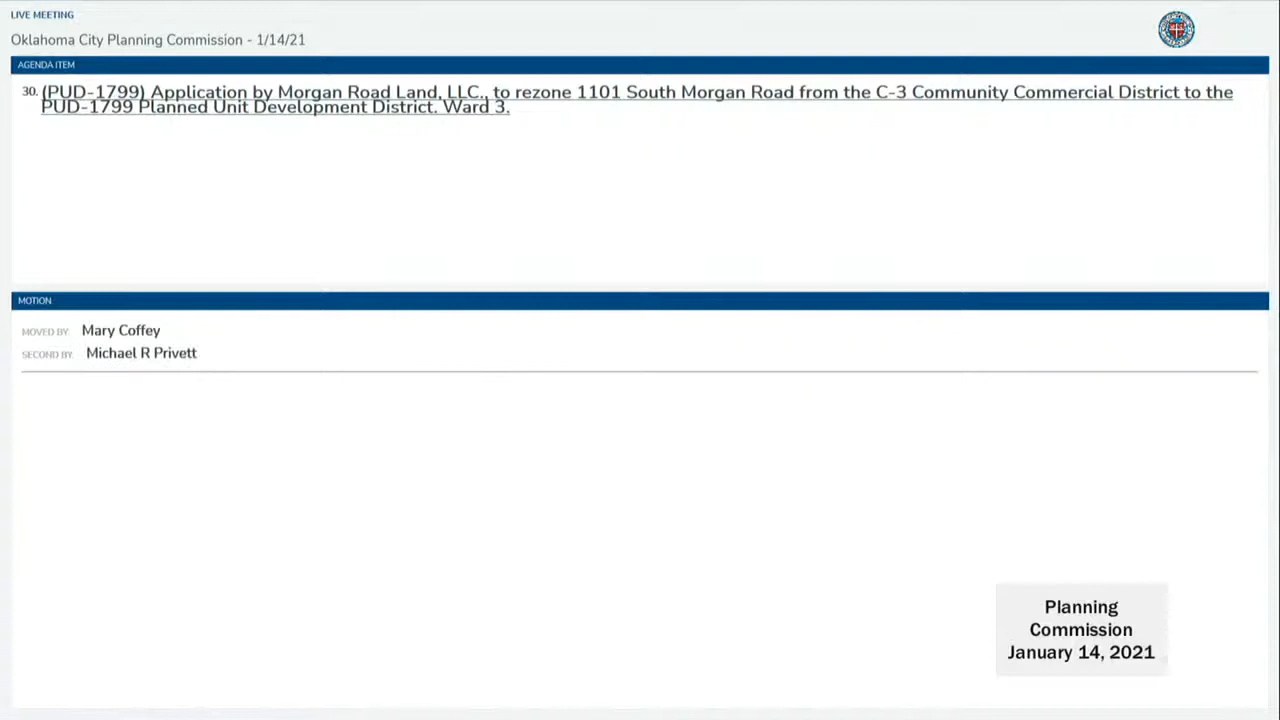 LIVE MEETING
Oklahoma City Planning Commission - 1/14/21
AGENDA ITEM
30. (PUD-1799) Application by Morgan Road Land, LLC., to rezone 1101 South Morgan Road from the C-3 Community Commercial District to the
PUD-1799 Planned Unit Development District. Ward 3.
MOTION
MOVED BY: Mary Coffey
SECOND BY: Michael R Privett
Planning
Commission
January 14, 2021